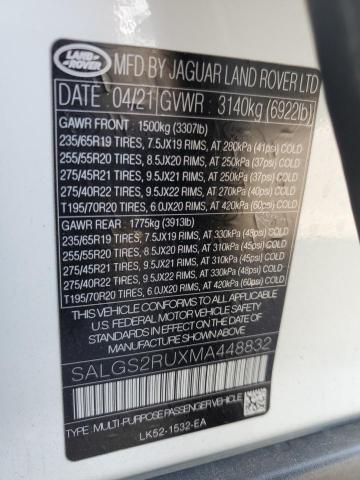 LAND ROVER
MFD BY JAGUAR LAND ROVER LTD
DATE: 04/21 GVWR: 3140kg (6922lb)
GAWR FRONT: 1500kg (3307lb)
235/65R19 TIRES, 7.5JX19 RIMS, AT 280kPa (41psi) COLD
255/55R20 TIRES, 8.5JX20 RIMS, AT 250kPa (37psi) COLD
275/45R21 TIRES, 9.5JX21 RIMS, AT 250kPa (37psi) COLD
275/40R22 TIRES, 9.5JX22 RIMS, AT 270kPa (40psi) COLD
T195/70R20 TIRES, 6.0JX20 RIMS, AT 420kPa (60psi) COLD
GAWR REAR: 1775kg (3913lb)
235/65R19 TIRES, 7.5JX19 RIMS, AT 330kPa (48psi) COLD
255/55R20 TIRES, 8.5JX20 RIMS, AT 310kPa (45psi) COLD
275/45R21 TIRES, 9.5JX21 RIMS, AT 310kPa (45psi) COLD
275/40R22 TIRES, 9.5JX22 RIMS, AT 330kPa (48psi) COLD
T195/70R20 TIRES, 6.0JX20 RIMS, AT 420kPa (60psi) COLD
THIS VEHICLE CONFORMS TO ALL APPLICABLE
FEDERAL MOTOR VEHICLE SAFETY
AND THEFT PREVENTION STANDARDS IN EFFECT
ON THE DATE OF MANUFACTURE SHOWN ABOVE.
SALGS2RUXMA448832
TYPE: MULTI-PURPOSE PASSENGER VEHICLE
LK52-1532-EA